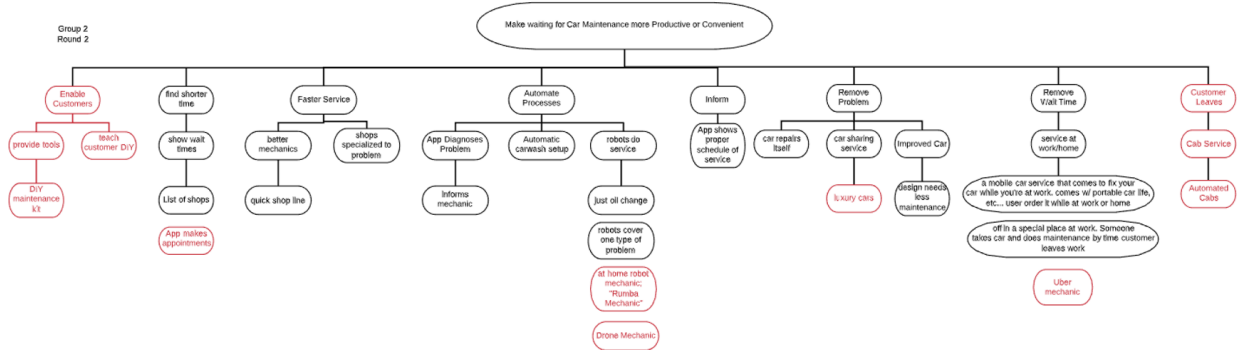 Group 2
Round 2
Make waiting for Car Maintenance more Productive or Convenient
Enable
Customers
find shorter
time
Faster Service
Automate
Processes
Inform
Remove
Problem
Remove
Wait Time
Customer
Leaves
provide tools
teach
customer DIY
show wait
times
better
mechanics
shops
specialized to
problem
App Diagnoses
Problem
Automatic
carwash setup
robots do
service
App shows
proper
schedule of
service
car repairs
itself
car sharing
service
Improved Car
service at
work/home
Cab Service
DIY
maintenance
kit
List of shops
quick shop line
Informs
mechanic
just oil change
luxury cars
design needs
less
maintenance
a mobile car service that comes to fix your
car while you're at work. comes w/ portable car life,
etc... user order it while at work or home
Automated
Cabs
App makes
appointments
robots cover
one type of
problem
off in a special place at work. Someone
takes car and does maintenance by time customer
leaves work
at home robot
mechanic;
"Rumba
Mechanic"
Uber
mechanic
Drone Mechanic